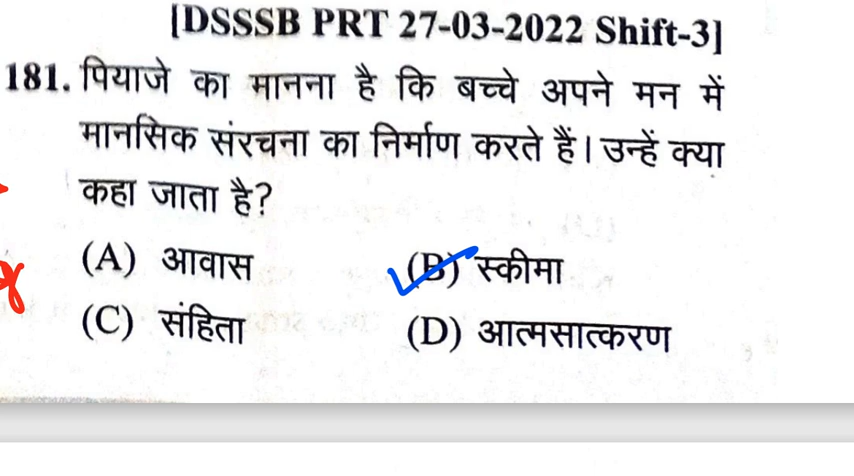 [DSSSB PRT 27-03-2022 Shift-3]
181. पियाजे का मानना है कि बच्चे अपने मन में
मानसिक संरचना का निर्माण करते हैं। उन्हें क्या
कहा जाता है?
(A) आवास (B) स्कीमा
(C) संहिता (D) आत्मसात्करण